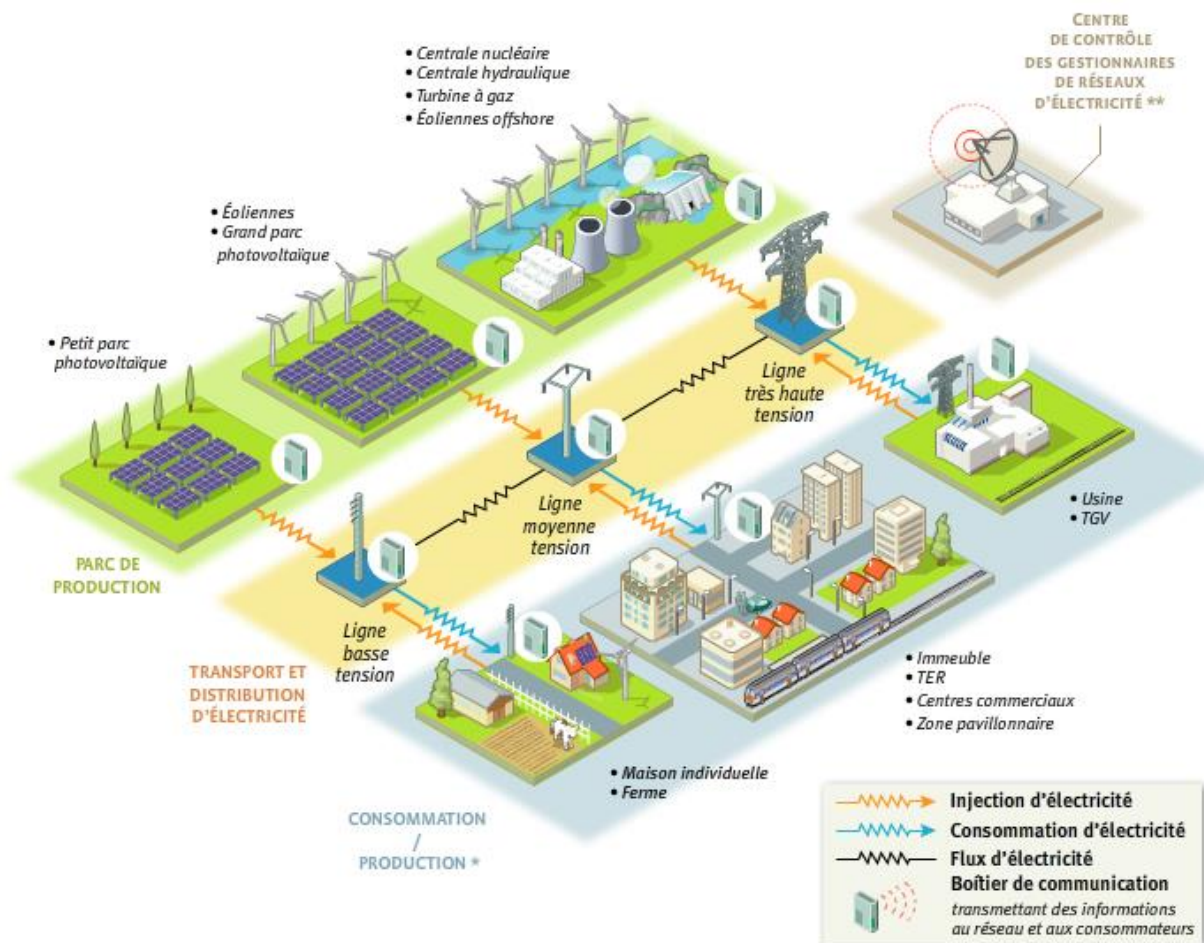 • Centrale nucléaire
• Centrale hydraulique
• Turbine à gaz
• Éoliennes offshore
CENTRE
DE CONTRÔLE
DES GESTIONNAIRES
DE RÉSEAUX
D'ÉLECTRICITÉ **
• Éoliennes
• Grand parc
photovoltaïque
• Petit parc
photovoltaïque
Ligne
très haute
tension
• Usine
• TGV
Ligne
moyenne
tension
PARC DE
PRODUCTION
Ligne
basse
tension
TRANSPORT ET
DISTRIBUTION
D'ÉLECTRICITÉ
• Immeuble
• TER
• Centres commerciaux
• Zone pavillonnaire
• Maison individuelle
• Ferme
CONSOMMATION
/
PRODUCTION *
Injection d'électricité
Consommation d'électricité
Flux d'électricité
Boîtier de communication
transmettant des informations
au réseau et aux consommateurs